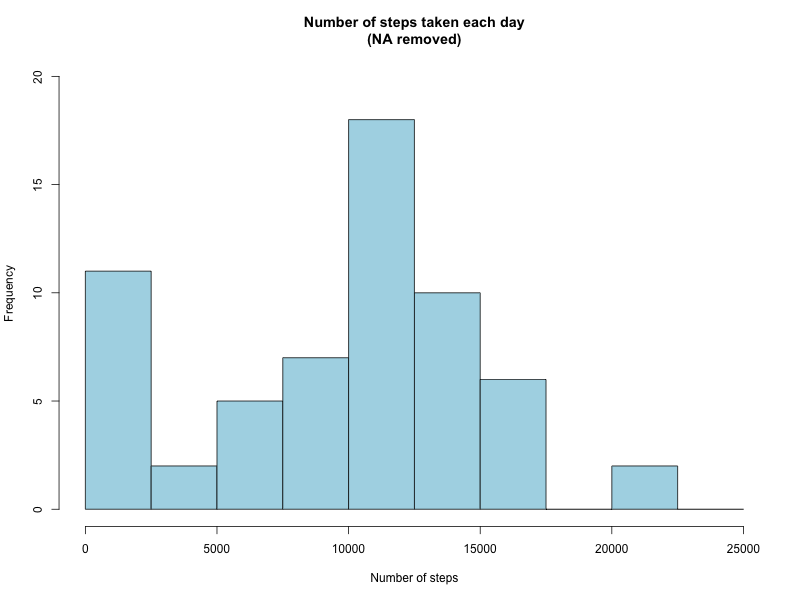 Number of steps taken each day
(NA removed)
20
15
10
5
0
Frequency
0 5000 10000 15000 20000 25000
Number of steps